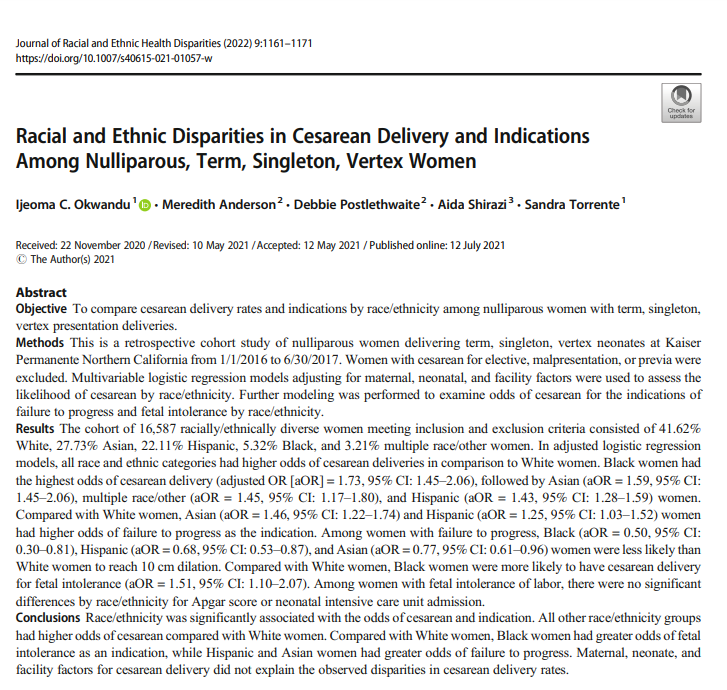 Journal of Racial and Ethnic Health Disparities (2022) 9:1161–1171
https://doi.org/10.1007/s40615-021-01057-w
Check for
updates
Racial and Ethnic Disparities in Cesarean Delivery and Indications
Among Nulliparous, Term, Singleton, Vertex Women
Ijeoma C. Okwandu¹ iD · Meredith Anderson² · Debbie Postlethwaite² · Aida Shirazi³ · Sandra Torrente¹
Received: 22 November 2020 / Revised: 10 May 2021 / Accepted: 12 May 2021 / Published online: 12 July 2021
© The Author(s) 2021
Abstract
Objective To compare cesarean delivery rates and indications by race/ethnicity among nulliparous women with term, singleton,
vertex presentation deliveries.
Methods This is a retrospective cohort study of nulliparous women delivering term, singleton, vertex neonates at Kaiser
Permanente Northern California from 1/1/2016 to 6/30/2017. Women with cesarean for elective, malpresentation, or previa were
excluded. Multivariable logistic regression models adjusting for maternal, neonatal, and facility factors were used to assess the
likelihood of cesarean by race/ethnicity. Further modeling was performed to examine odds of cesarean for the indications of
failure to progress and fetal intolerance by race/ethnicity.
Results The cohort of 16,587 racially/ethnically diverse women meeting inclusion and exclusion criteria consisted of 41.62%
White, 27.73% Asian, 22.11% Hispanic, 5.32% Black, and 3.21% multiple race/other women. In adjusted logistic regression
models, all race and ethnic categories had higher odds of cesarean deliveries in comparison to White women. Black women had
the highest odds of cesarean delivery (adjusted OR [aOR] = 1.73, 95% CI: 1.45–2.06), followed by Asian (aOR = 1.59, 95% CI:
1.45–2.06), multiple race/other (aOR = 1.45, 95% CI: 1.17–1.80), and Hispanic (aOR = 1.43, 95% CI: 1.28–1.59) women.
Compared with White women, Asian (aOR = 1.46, 95% CI: 1.22–1.74) and Hispanic (aOR = 1.25, 95% CI: 1.03–1.52) women
had higher odds of failure to progress as the indication. Among women with failure to progress, Black (aOR = 0.50, 95% CI:
0.30–0.81), Hispanic (aOR = 0.68, 95% CI: 0.53–0.87), and Asian (aOR = 0.77, 95% CI: 0.61–0.96) women were less likely than
White women to reach 10 cm dilation. Compared with White women, Black women were more likely to have cesarean delivery
for fetal intolerance (aOR = 1.51, 95% CI: 1.10–2.07). Among women with fetal intolerance of labor, there were no significant
differences by race/ethnicity for Apgar score or neonatal intensive care unit admission.
Conclusions Race/ethnicity was significantly associated with the odds of cesarean and indication. All other race/ethnicity groups
had higher odds of cesarean compared with White women. Compared with White women, Black women had greater odds of fetal
intolerance as an indication, while Hispanic and Asian women had greater odds of failure to progress. Maternal, neonate, and
facility factors for cesarean delivery did not explain the observed disparities in cesarean delivery rates.